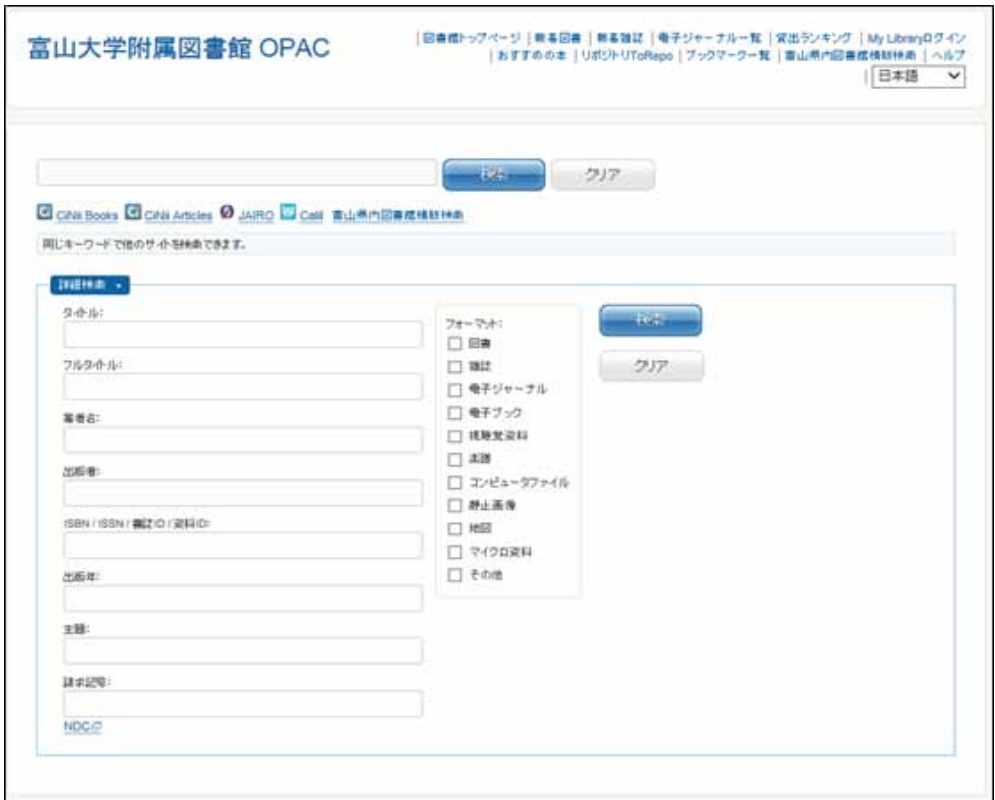 富山大学附属図書館 OPAC
|図書館トップページ |新着図書 |新着雑誌 |電子ジャーナル一覧 |貸出ランキング |My Libraryログイン
|おすすめの本 |リポジトリToRepo |ブックマーク一覧 |富山県内図書館横断検索 |ヘルプ
|日本語
検索 クリア
CiNii Books CiNii Articles JAIRO Calil 富山県内図書館横断検索
同じキーワードで他のサイトを検索できます。
詳細検索
タイトル:
フルタイトル:
著者名:
出版者:
ISBN / ISSN / 書誌ID / 資料ID:
出版年:
主題:
請求記号:
NDC
フォーマット:
図書
雑誌
電子ジャーナル
電子ブック
視聴覚資料
楽譜
コンピュータファイル
静止画像
地図
マイクロ資料
その他
検索
クリア